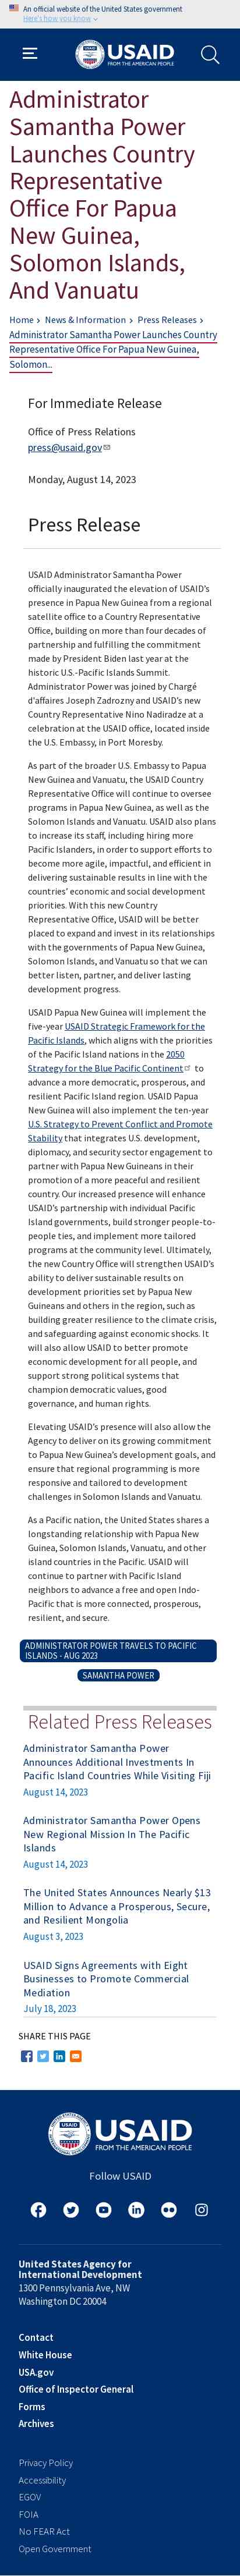 An official website of the United States government
Here's how you know
USAID
FROM THE AMERICAN PEOPLE
Administrator
Samantha Power
Launches Country
Representative
Office For Papua
New Guinea,
Solomon Islands,
And Vanuatu
Home › News & Information › Press Releases ›
Administrator Samantha Power Launches Country
Representative Office For Papua New Guinea,
Solomon...
For Immediate Release
Office of Press Relations
press@usaid.gov
Monday, August 14, 2023
Press Release
USAID Administrator Samantha Power
officially inaugurated the elevation of USAID's
presence in Papua New Guinea from a regional
satellite office to a Country Representative
Office, building on more than four decades of
partnership and fulfilling the commitment
made by President Biden last year at the
historic U.S.-Pacific Islands Summit.
Administrator Power was joined by Chargé
d'affaires Joseph Zadrozny and USAID's new
Country Representative Nino Nadiradze at a
celebration at the USAID office, located inside
the U.S. Embassy, in Port Moresby.
As part of the broader U.S. Embassy to Papua
New Guinea and Vanuatu, the USAID Country
Representative Office will continue to oversee
programs in Papua New Guinea, as well as the
Solomon Islands and Vanuatu. USAID also plans
to increase its staff, including hiring more
Pacific Islanders, in order to support efforts to
become more agile, impactful, and efficient in
delivering sustainable results in line with the
countries' economic and social development
priorities. With this new Country
Representative Office, USAID will be better
placed to expand and invest in its relationships
with the governments of Papua New Guinea,
Solomon Islands, and Vanuatu so that we can
better listen, partner, and deliver lasting
development progress.
USAID Papua New Guinea will implement the
five-year USAID Strategic Framework for the
Pacific Islands, which aligns with the priorities
of the Pacific Islands in the 2050
Strategy for the Blue Pacific Continent to
advance a more democratic, prosperous, and
resilient Pacific Island region. USAID Papua
New Guinea will also implement the ten-year
U.S. Strategy to Prevent Conflict and Promote
Stability that integrates U.S. development,
diplomacy, and security sector engagement to
partner with Papua New Guineans in their
promotion of a more peaceful and resilient
country. Our increased presence will enhance
USAID's partnership with individual Pacific
Island governments, build stronger people-to-
people ties, and implement more tailored
programs at the community level. Ultimately,
the new Country Office will strengthen USAID's
ability to deliver sustainable results on
development priorities set by Papua New
Guineans and others in the region, such as
building greater resilience to the climate crisis,
and safeguarding against economic shocks. It
will also allow USAID to better promote
economic development for all people, and
support strong political systems that
champion democratic values, good
governance, and human rights.
Elevating USAID's presence will also allow the
Agency to deliver on its growing commitment
to Papua New Guinea's development goals, and
ensure that regional programming is more
responsive and tailored to development
challenges in Solomon Islands and Vanuatu.
As a Pacific nation, the United States shares a
longstanding relationship with Papua New
Guinea, Solomon Islands, Vanuatu, and other
island countries in the Pacific. USAID will
continue to partner with Pacific Island
neighbors to advance a free and open Indo-
Pacific that is more connected, prosperous,
resilient, and secure.
ADMINISTRATOR POWER TRAVELS TO PACIFIC
ISLANDS - AUG 2023
SAMANTHA POWER
Related Press Releases
Administrator Samantha Power
Announces Additional Investments In
Pacific Island Countries While Visiting Fiji
August 14, 2023
Administrator Samantha Power Opens
New Regional Mission In The Pacific
Islands
August 14, 2023
The United States Announces Nearly $13
Million to Advance a Prosperous, Secure,
and Resilient Mongolia
August 3, 2023
USAID Signs Agreements with Eight
Businesses to Promote Commercial
Mediation
July 18, 2023
SHARE THIS PAGE
USAID
FROM THE AMERICAN PEOPLE
Follow USAID
United States Agency for
International Development
1300 Pennsylvania Ave, NW
Washington DC 20004
Contact
White House
USA.gov
Office of Inspector General
Forms
Archives
Privacy Policy
Accessibility
EGOV
FOIA
No FEAR Act
Open Government